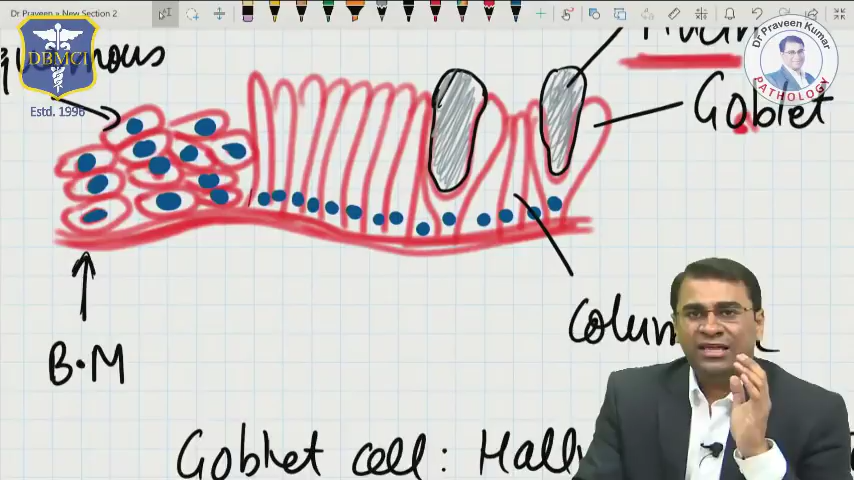 Dr Praveen » New Section 2
DBMCI
Estd. 1996
Dr Praveen Kumar
PATHOLOGY
Goblet
B.M
Goblet cell: